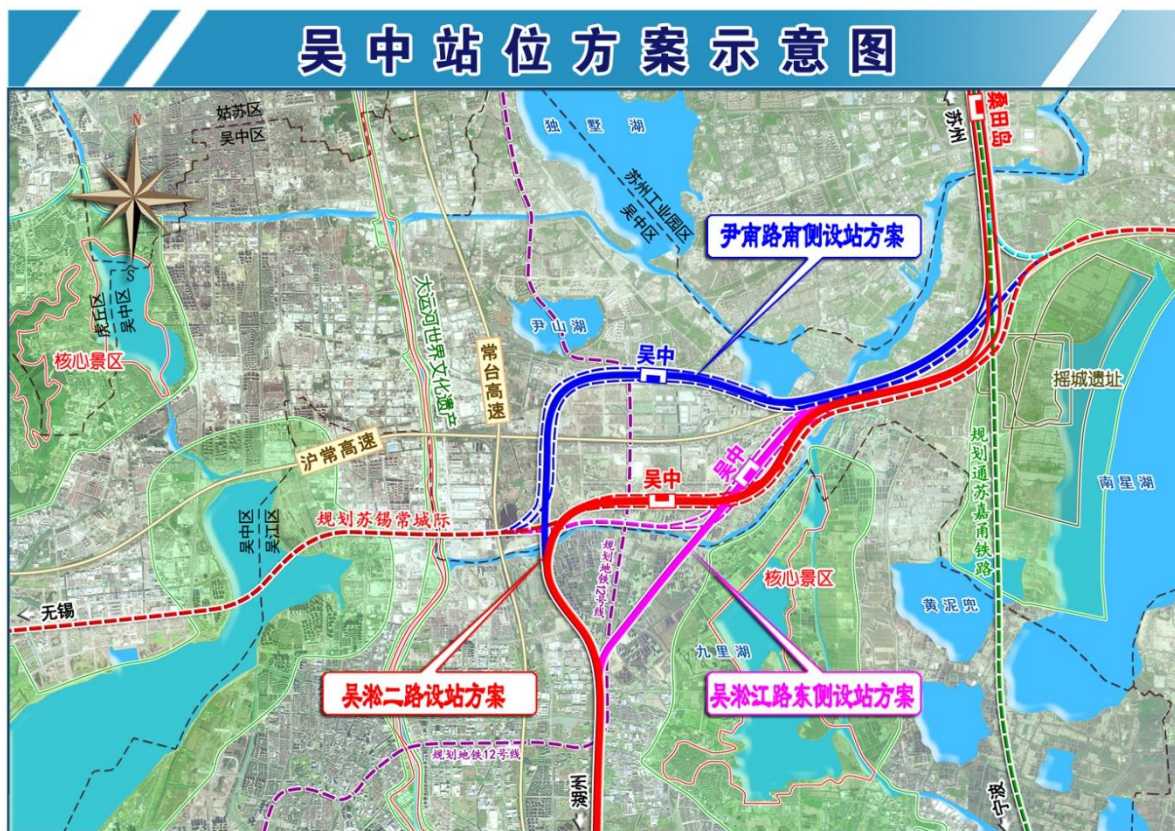 吴中站位方案示意图
姑苏区
吴中区
独墅湖
苏州
桑田岛
N
苏州工业园区
吴中区
尹南路南侧设站方案
虎丘区
吴中区
大运河世界文化遗产
尹山湖
常台高速
核心景区
吴中
摇城遗址
沪常高速
吴中
吴中
规划通苏嘉甬铁路
南星湖
吴中区
吴江区
规划苏锡常城际
规划地铁12号线
核心景区
无锡
黄泥兜
九里湖
吴淞二路设站方案
吴淞江路东侧设站方案
规划地铁12号线
湖州
宁波